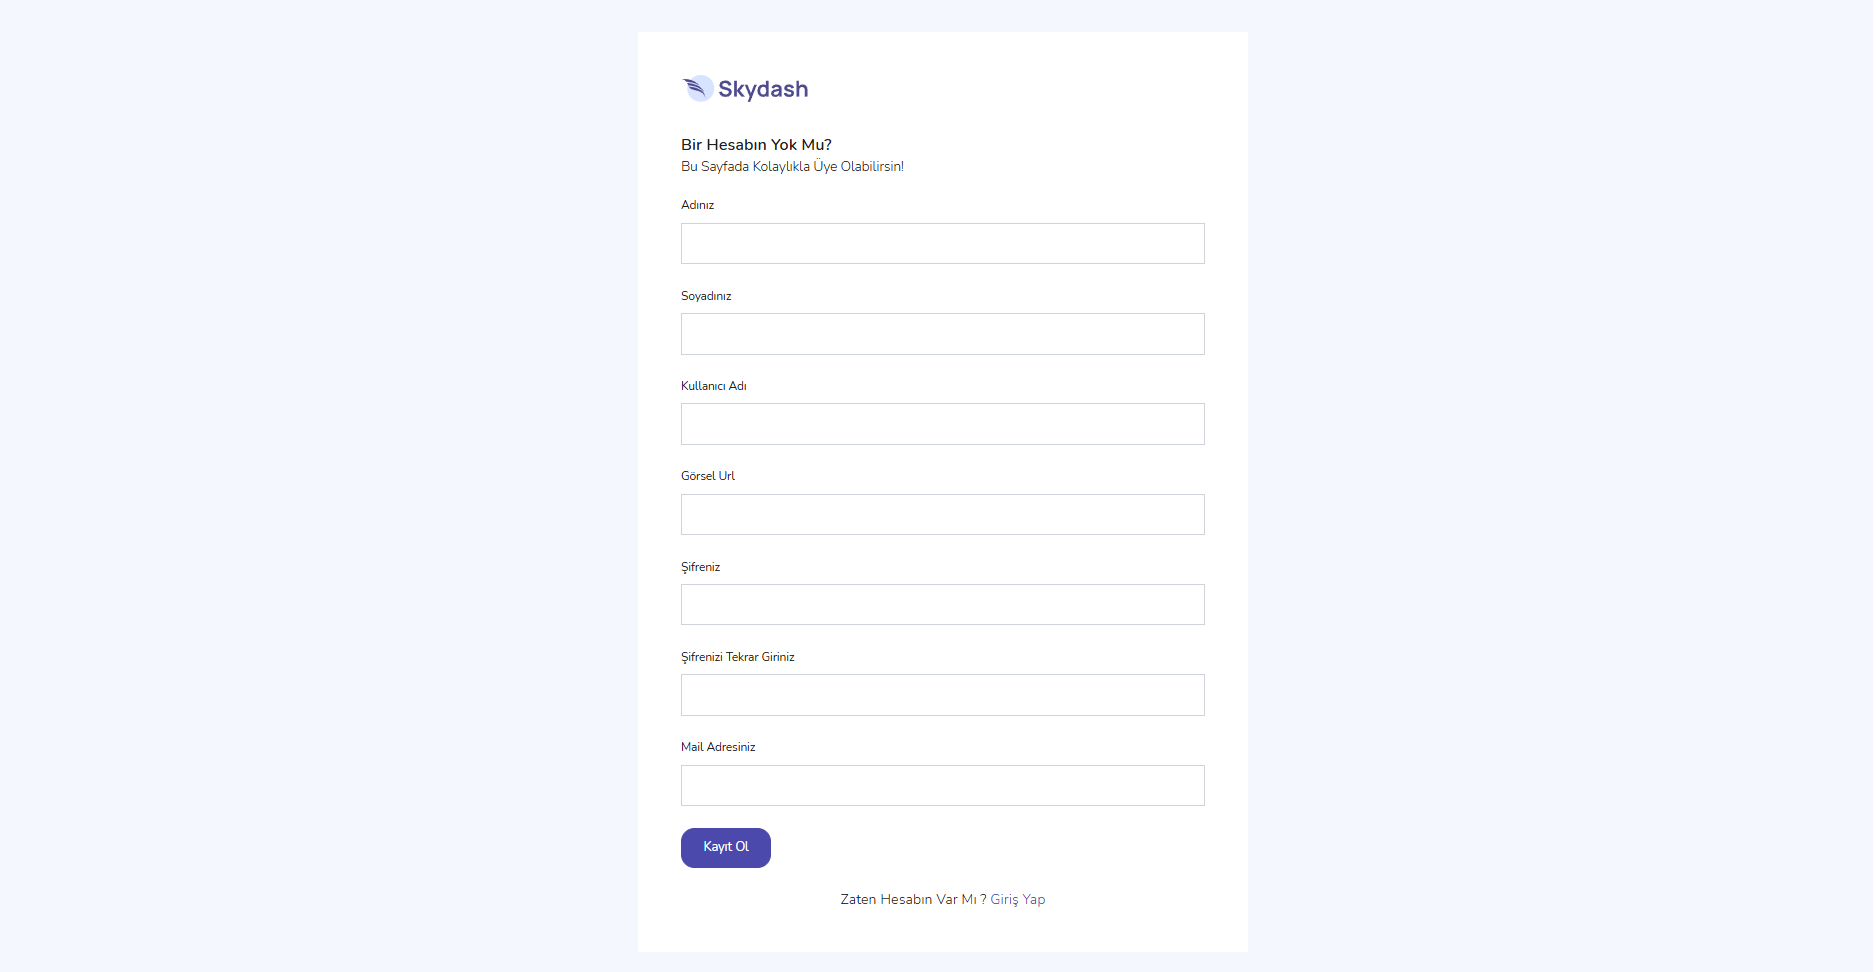 Skydash
Bir Hesabın Yok Mu?
Bu Sayfada Kolaylıkla Üye Olabilirsin!
Adınız
Soyadınız
Kullanıcı Adı
Görsel Url
Şifreniz
Şifrenizi Tekrar Giriniz
Mail Adresiniz
Kayıt Ol
Zaten Hesabın Var Mı ? Giriş Yap